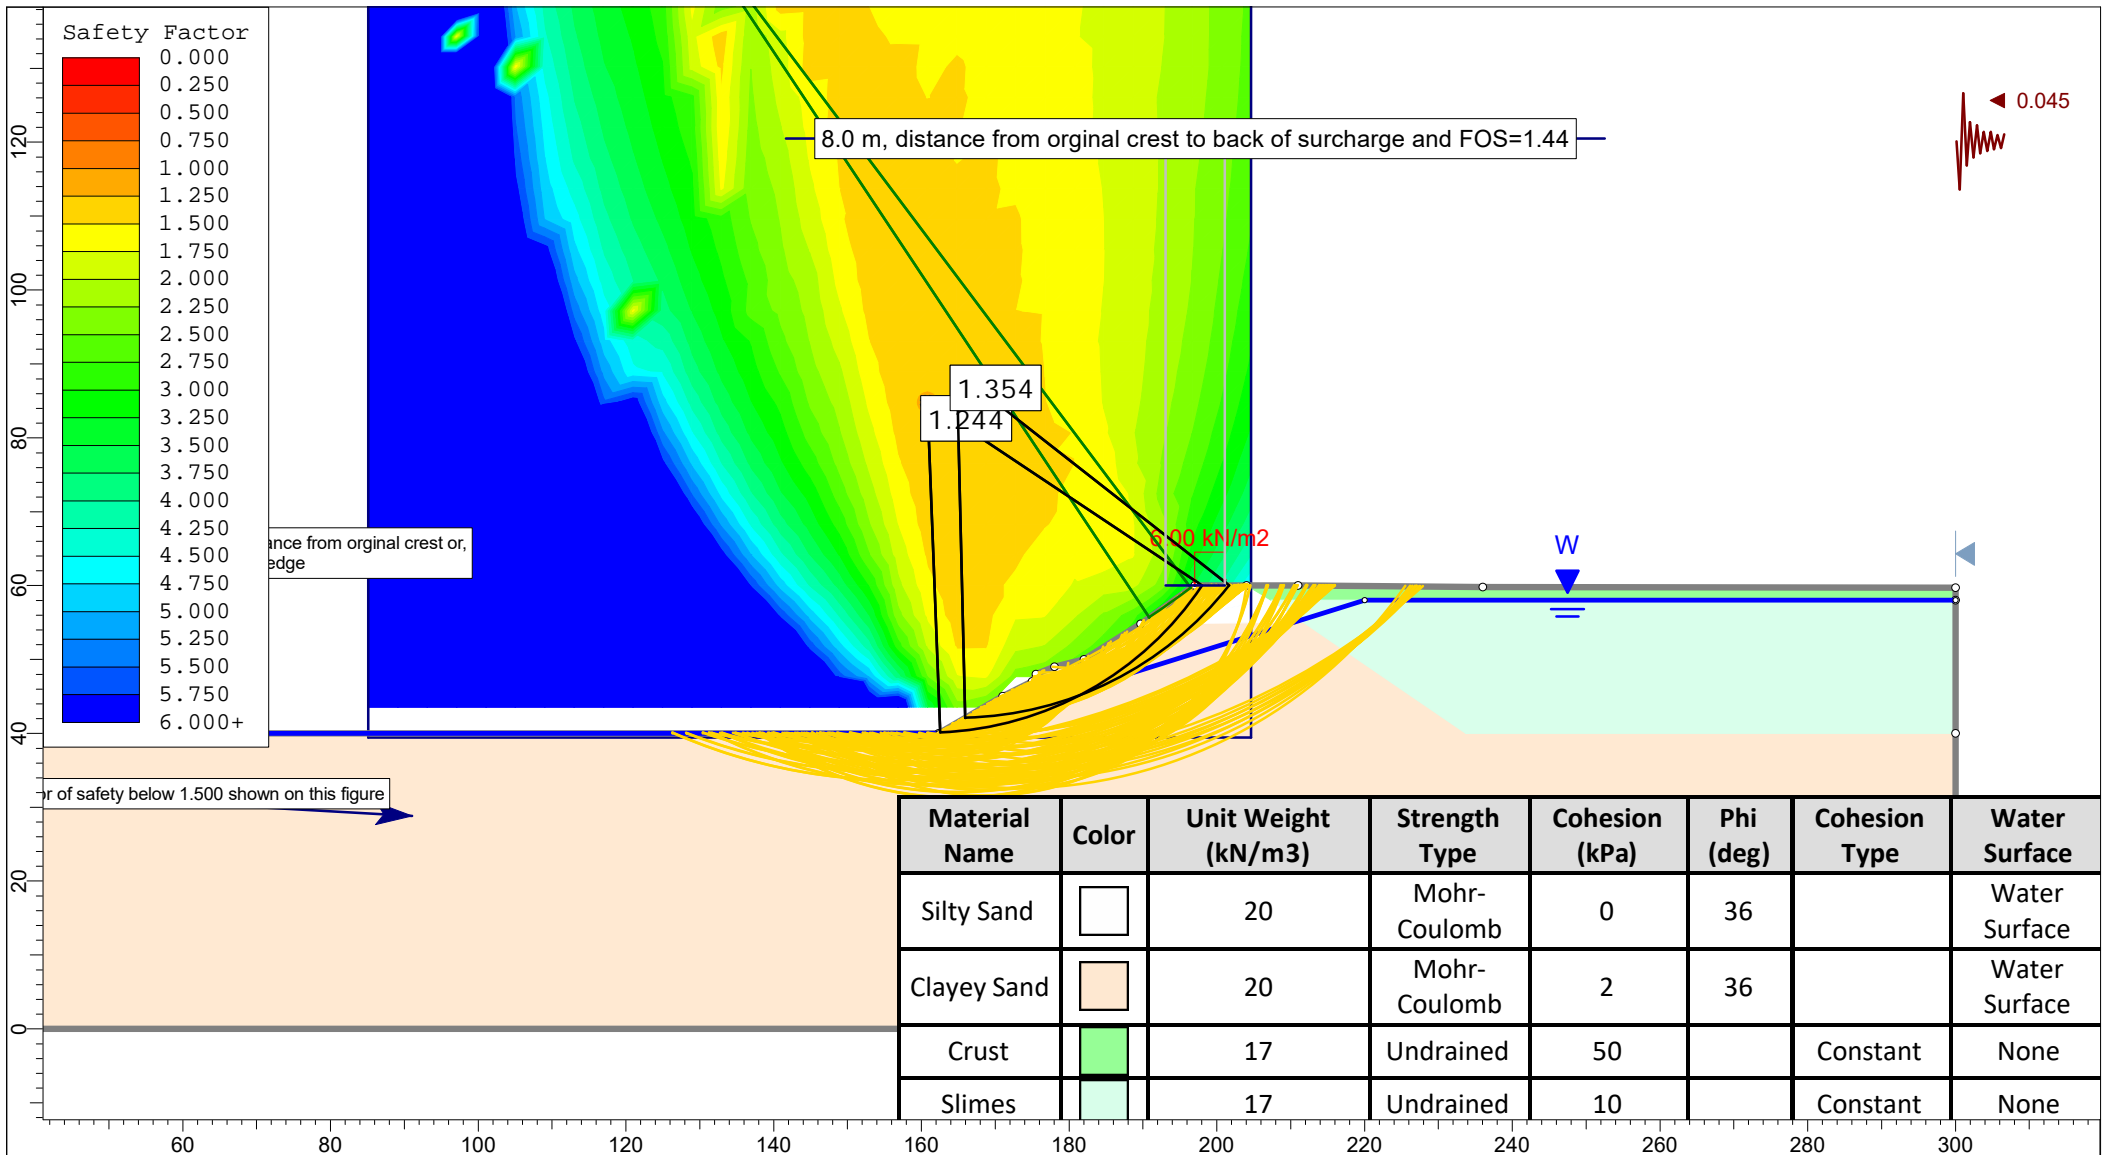 Safety Factor
0.000
0.250
0.500
0.750
1.000
1.250
1.500
1.750
2.000
2.250
2.500
2.750
3.000
3.250
3.500
3.750
4.000
4.250
4.500
4.750
5.000
5.250
5.500
5.750
6.000+
8.0 m, distance from orginal crest to back of surcharge and FOS=1.44
0.045
1.354
1.244
6.00 kN/m2
W
ance from orginal crest or,
edge
or of safety below 1.500 shown on this figure
Material Name Color Unit Weight (kN/m3) Strength Type Cohesion (kPa) Phi (deg) Cohesion Type Water Surface
Silty Sand 20 Mohr-Coulomb 0 36 Water Surface
Clayey Sand 20 Mohr-Coulomb 2 36 Water Surface
Crust 17 Undrained 50 Constant None
Slimes 17 Undrained 10 Constant None
120
100
80
60
40
20
0
60 80 100 120 140 160 180 200 220 240 260 280 300